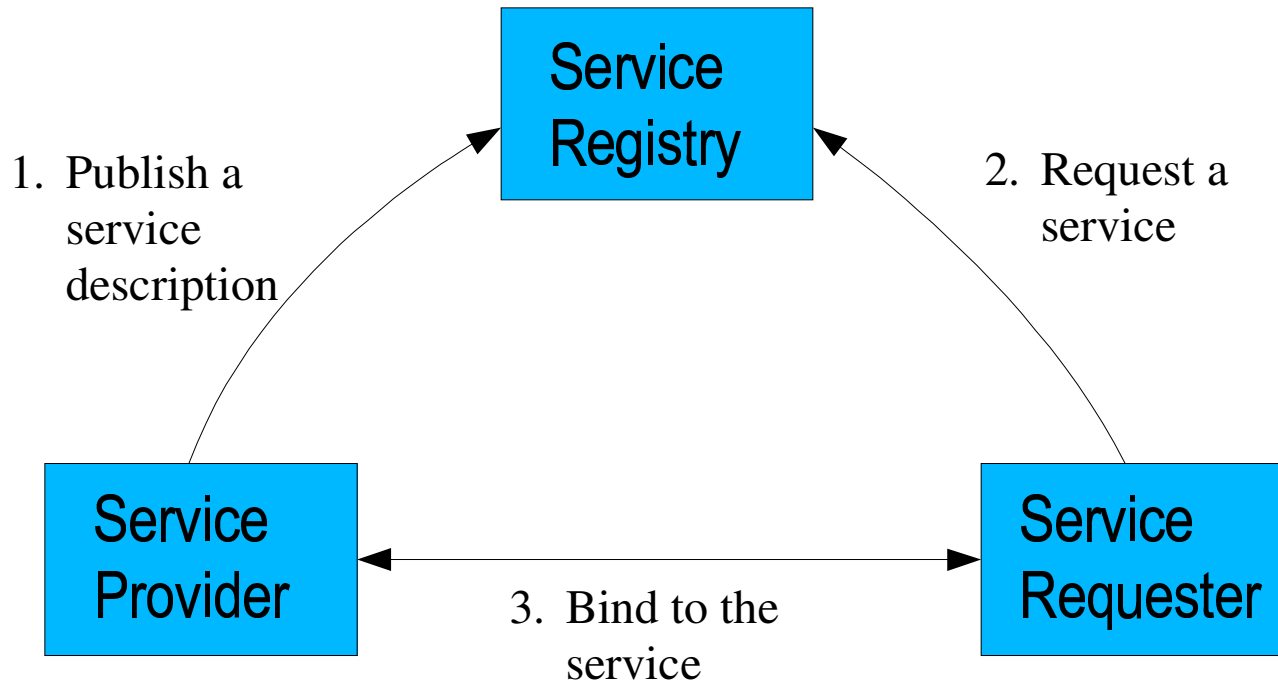 Service
Registry
1. Publish a
service
description
2. Request a
service
Service
Provider
3. Bind to the
service
Service
Requester